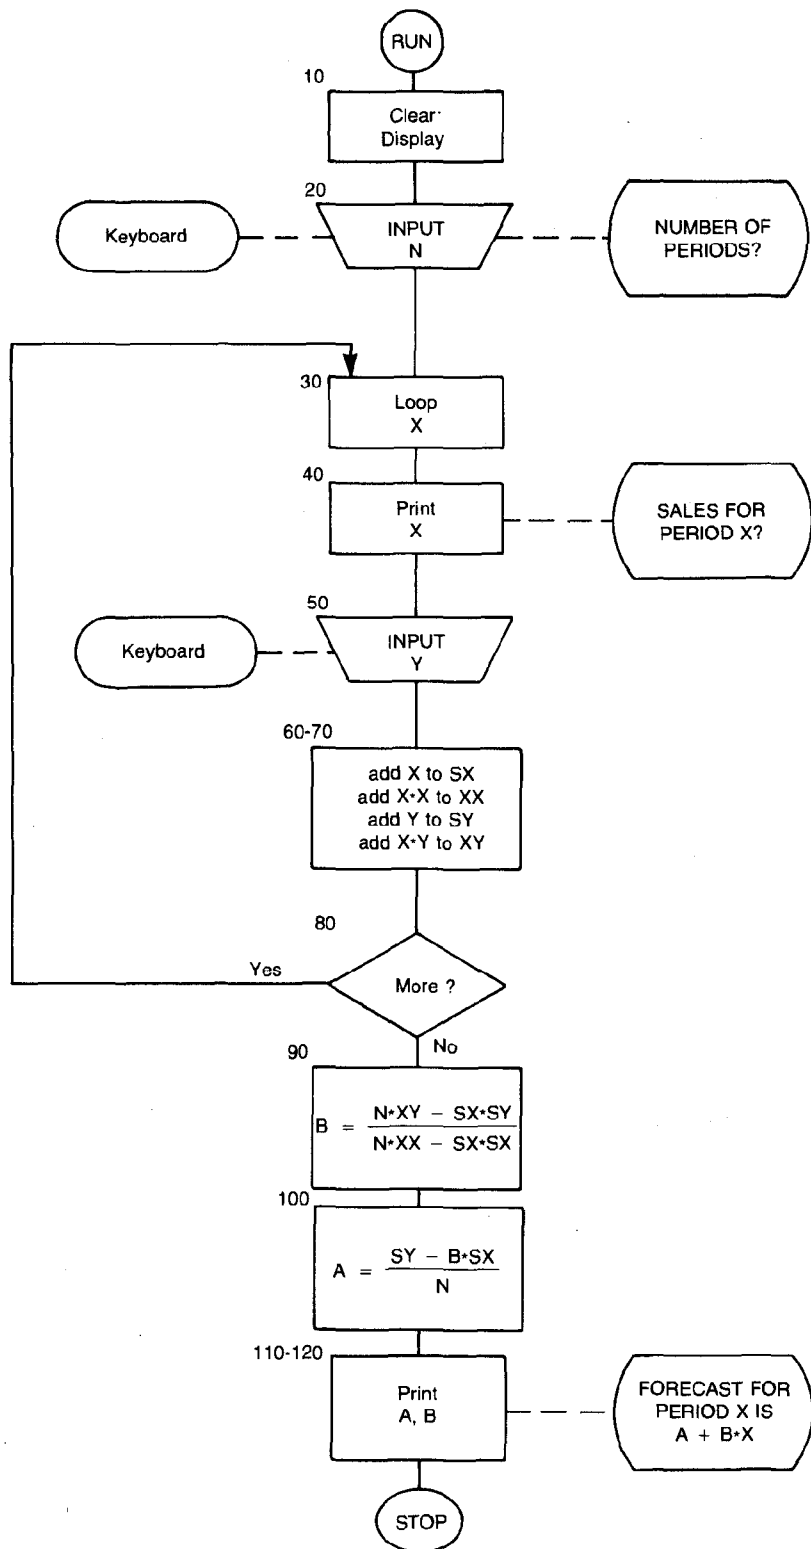 RUN
10
Clear
Display
20
Keyboard
INPUT
N
NUMBER OF
PERIODS?
30
Loop
X
40
Print
X
SALES FOR
PERIOD X?
50
Keyboard
INPUT
Y
60-70
add X to SX
add X*X to XX
add Y to SY
add X*Y to XY
80
Yes
More ?
No
90
B = N*XY – SX*SY
N*XX – SX*SX
100
A = SY – B*SX
N
110-120
Print
A, B
FORECAST FOR
PERIOD X IS
A + B*X
STOP